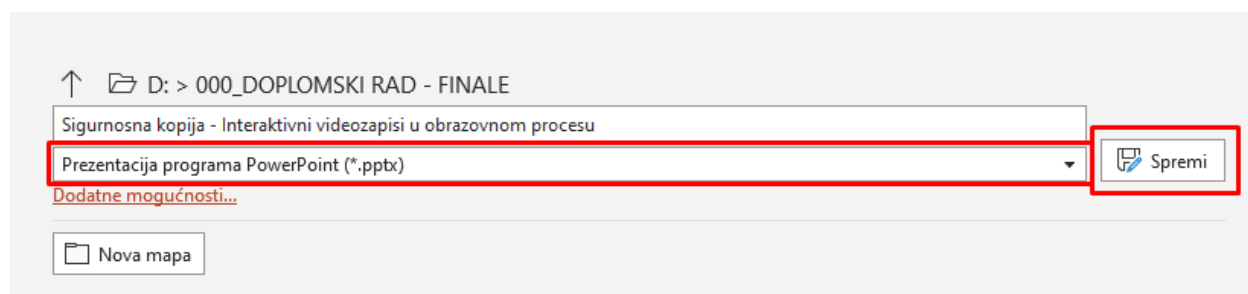 D: > 000_DOPLOMSKI RAD - FINALE
Sigurnosna kopija - Interaktivni videozapisi u obrazovnom procesu
Prezentacija programa PowerPoint (*.pptx)
Spremi
Dodatne mogućnosti...
Nova mapa